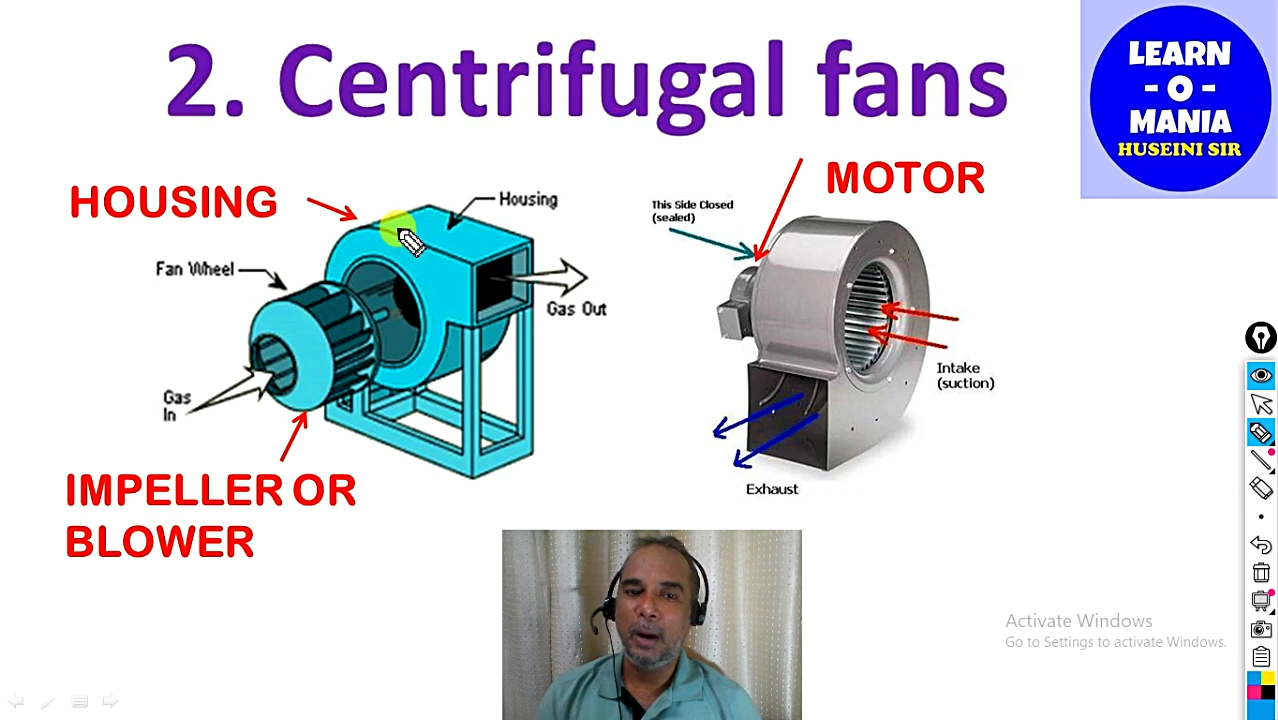 2. Centrifugal fans
LEARN
- O -
MANIA
HUSEINI SIR
HOUSING
Housing
Fan Wheel
Gas Out
Gas
In
IMPELLER OR
BLOWER
MOTOR
This Side Closed
(sealed)
Intake
(suction)
Exhaust
Activate Windows
Go to Settings to activate Windows.